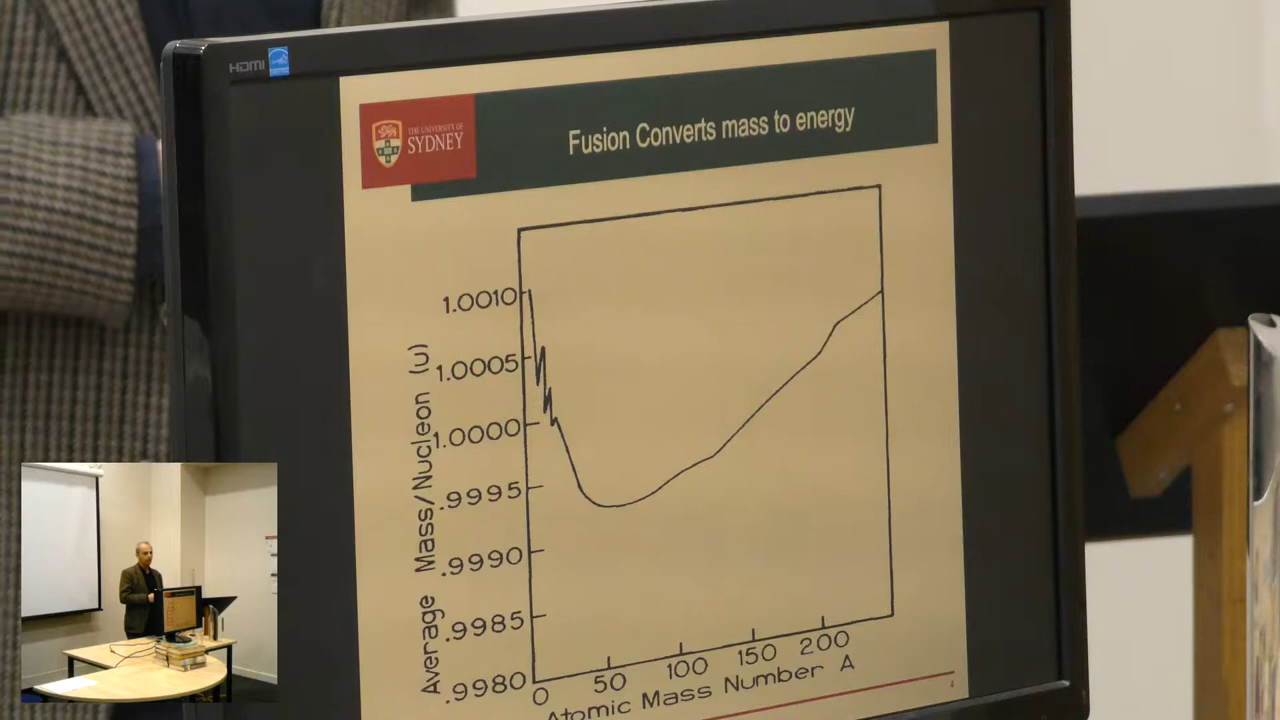 HDMI
THE UNIVERSITY OF
SYDNEY
Fusion Converts mass to energy
Average Mass/Nucleon (u)
1.0010
1.0005
1.0000
.9995
.9990
.9985
.9980
0 50 100 150 200
Atomic Mass Number A
4